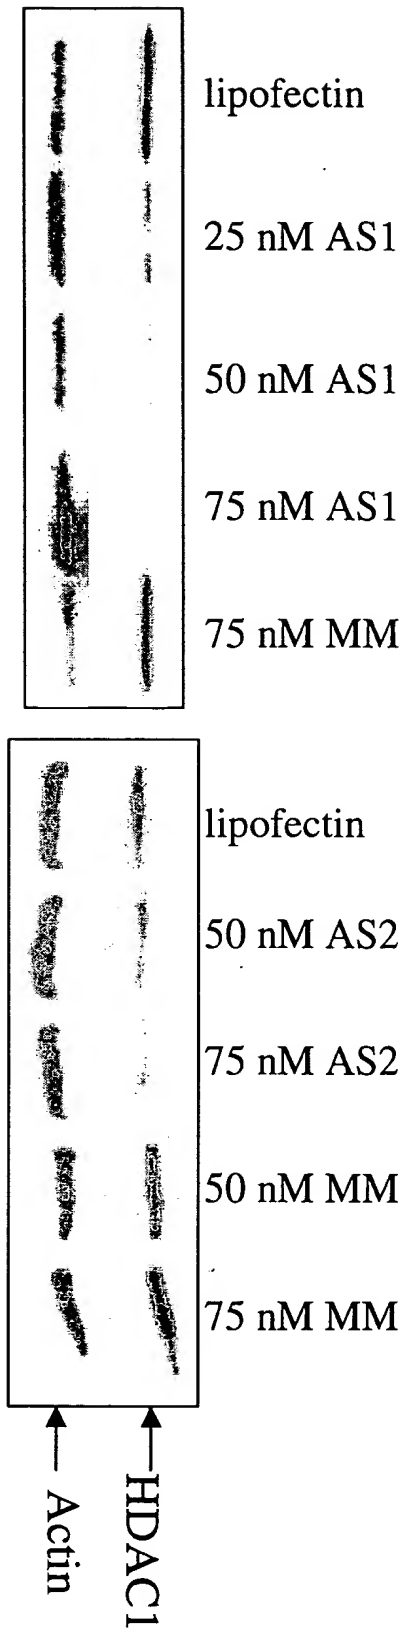 lipofectin
25 nM AS1
50 nM AS1
75 nM AS1
75 nM MM
lipofectin
50 nM AS2
75 nM AS2
50 nM MM
75 nM MM
HDAC1
Actin